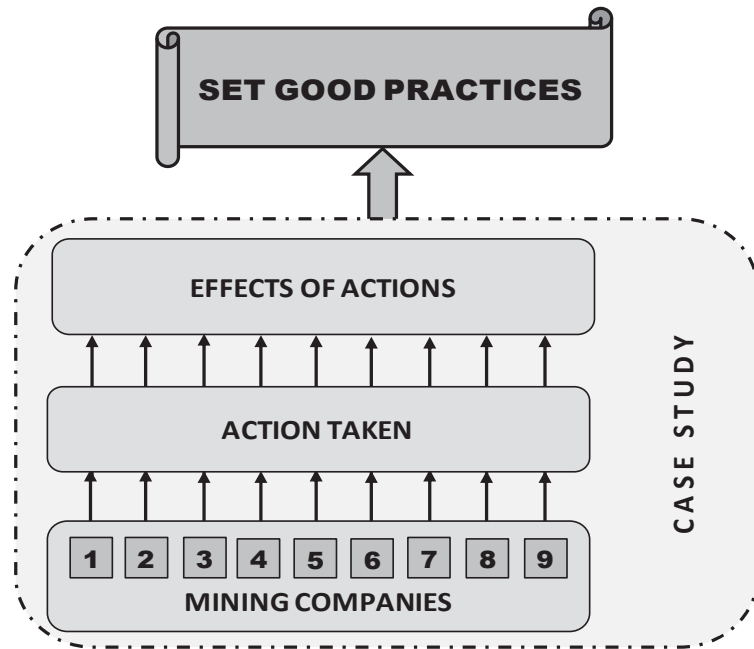 SET GOOD PRACTICES
EFFECTS OF ACTIONS
ACTION TAKEN
1 2 3 4 5 6 7 8 9
MINING COMPANIES
CASE STUDY